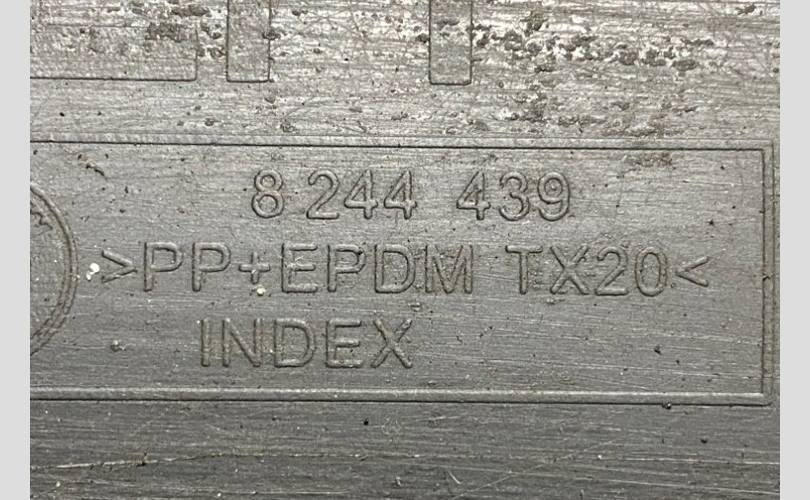 8 244 439
>PP+EPDM TX20<
INDEX